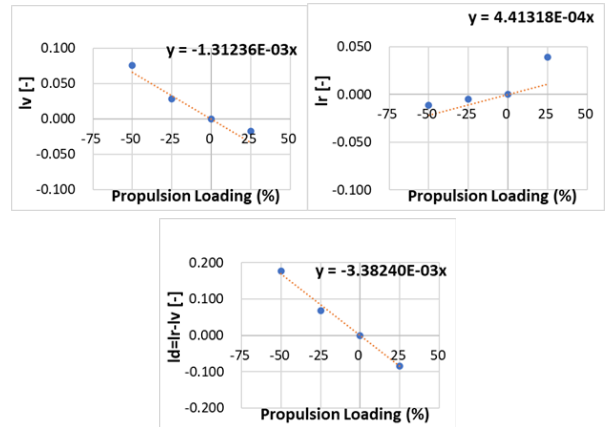 y = -1.31236E-03x
Iv [-]
0.100
0.050
0.000
-0.050
-0.100
-75 -50 -25 0 25 50
Propulsion Loading (%)
y = 4.41318E-04x
Ir [-]
0.050
0.000
-0.050
-0.100
-75 -50 -25 0 25 50
Propulsion Loading (%)
y = -3.38240E-03x
Id=Ir-Iv [-]
0.200
0.100
0.000
-0.100
-0.200
-75 -50 -25 0 25 50
Propulsion Loading (%)